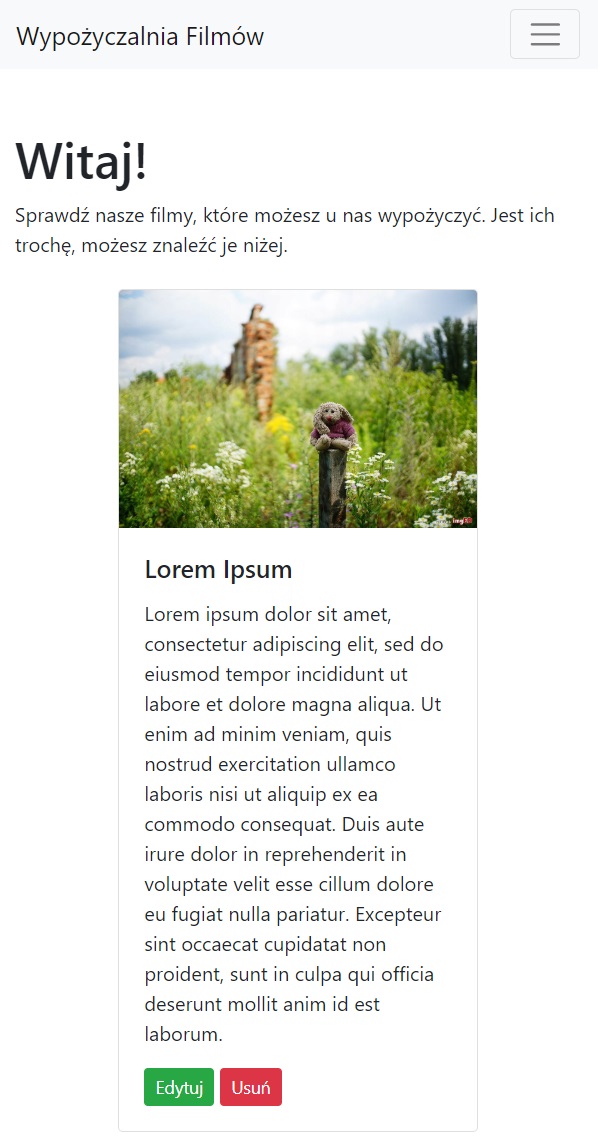 Wypożyczalnia Filmów
Witaj!
Sprawdź nasze filmy, które możesz u nas wypożyczyć. Jest ich
trochę, możesz znaleźć je niżej.
Lorem Ipsum
Lorem ipsum dolor sit amet,
consectetur adipiscing elit, sed do
eiusmod tempor incididunt ut
labore et dolore magna aliqua. Ut
enim ad minim veniam, quis
nostrud exercitation ullamco
laboris nisi ut aliquip ex ea
commodo consequat. Duis aute
irure dolor in reprehenderit in
voluptate velit esse cillum dolore
eu fugiat nulla pariatur. Excepteur
sint occaecat cupidatat non
proident, sunt in culpa qui officia
deserunt mollit anim id est
laborum.
Edytuj Usuń